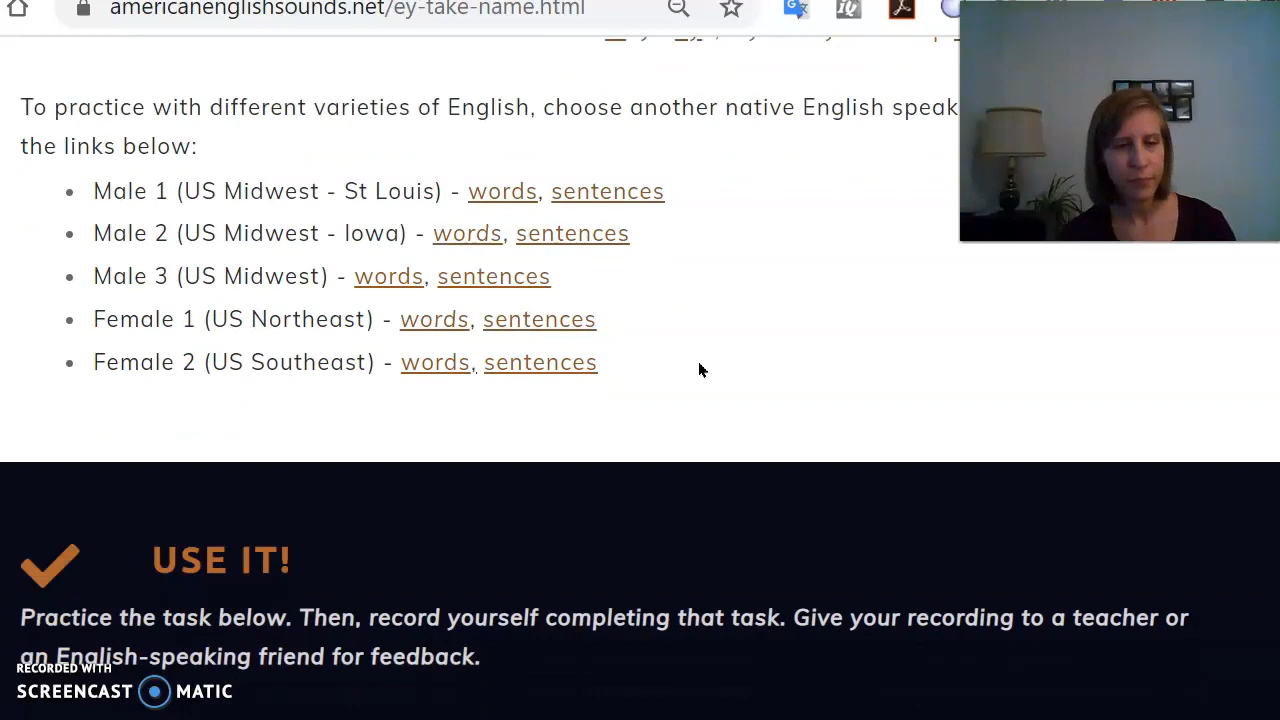 americanenglishsounds.net/ey-take-name.html
To practice with different varieties of English, choose another native English speak
the links below:
• Male 1 (US Midwest - St Louis) - words, sentences
• Male 2 (US Midwest - Iowa) - words, sentences
• Male 3 (US Midwest) - words, sentences
• Female 1 (US Northeast) - words, sentences
• Female 2 (US Southeast) - words, sentences
USE IT!
Practice the task below. Then, record yourself completing that task. Give your recording to a teacher or
an English-speaking friend for feedback.
RECORDED WITH
SCREENCAST MATIC